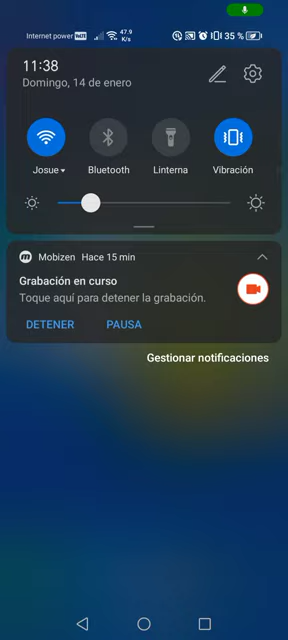 Internet power
47.9
K/s
35 %
11:38
Domingo, 14 de enero
Josue
Bluetooth
Linterna
Vibración
Mobizen Hace 15 min
Grabación en curso
Toque aquí para detener la grabación.
DETENER PAUSA
Gestionar notificaciones